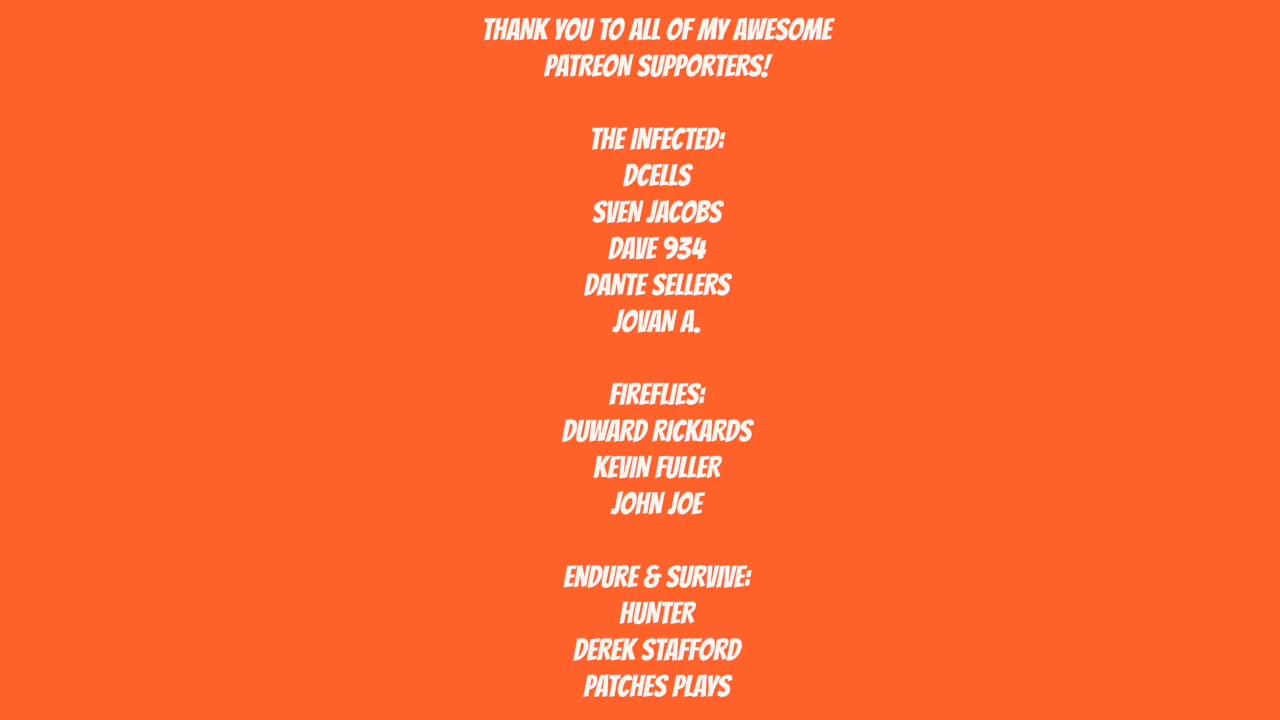 THANK YOU TO ALL OF MY AWESOME
PATREON SUPPORTERS!
THE INFECTED:
DCELLS
SVEN JACOBS
DAVE 934
DANTE SELLERS
JOVAN A.
FIREFLIES:
DUWARD RICKARDS
KEVIN FULLER
JOHN JOE
ENDURE & SURVIVE:
HUNTER
DEREK STAFFORD
PATCHES PLAYS